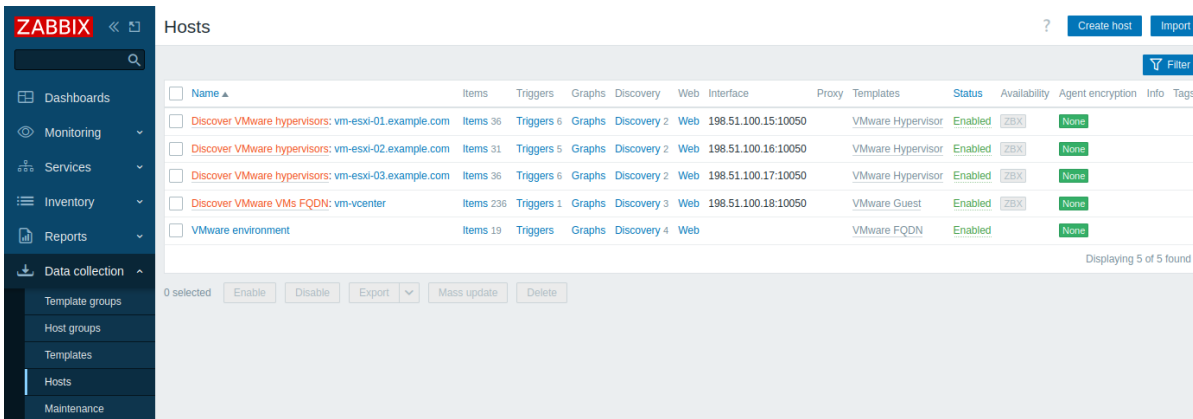 ZABBIX
Hosts
? Create host Import
Filter
Dashboards
Monitoring
Services
Inventory
Reports
Data collection
Template groups
Host groups
Templates
Hosts
Maintenance
Name Items Triggers Graphs Discovery Web Interface Proxy Templates Status Availability Agent encryption Info Tags
Discover VMware hypervisors: vm-esxi-01.example.com Items 36 Triggers 6 Graphs Discovery 2 Web 198.51.100.15:10050 VMware Hypervisor Enabled ZBX None
Discover VMware hypervisors: vm-esxi-02.example.com Items 31 Triggers 5 Graphs Discovery 2 Web 198.51.100.16:10050 VMware Hypervisor Enabled ZBX None
Discover VMware hypervisors: vm-esxi-03.example.com Items 36 Triggers 6 Graphs Discovery 2 Web 198.51.100.17:10050 VMware Hypervisor Enabled ZBX None
Discover VMware VMs FQDN: vm-vcenter Items 236 Triggers 1 Graphs Discovery 3 Web 198.51.100.18:10050 VMware Guest Enabled ZBX None
VMware environment Items 19 Triggers Graphs Discovery 4 Web VMware FQDN Enabled None
Displaying 5 of 5 found
0 selected Enable Disable Export Mass update Delete